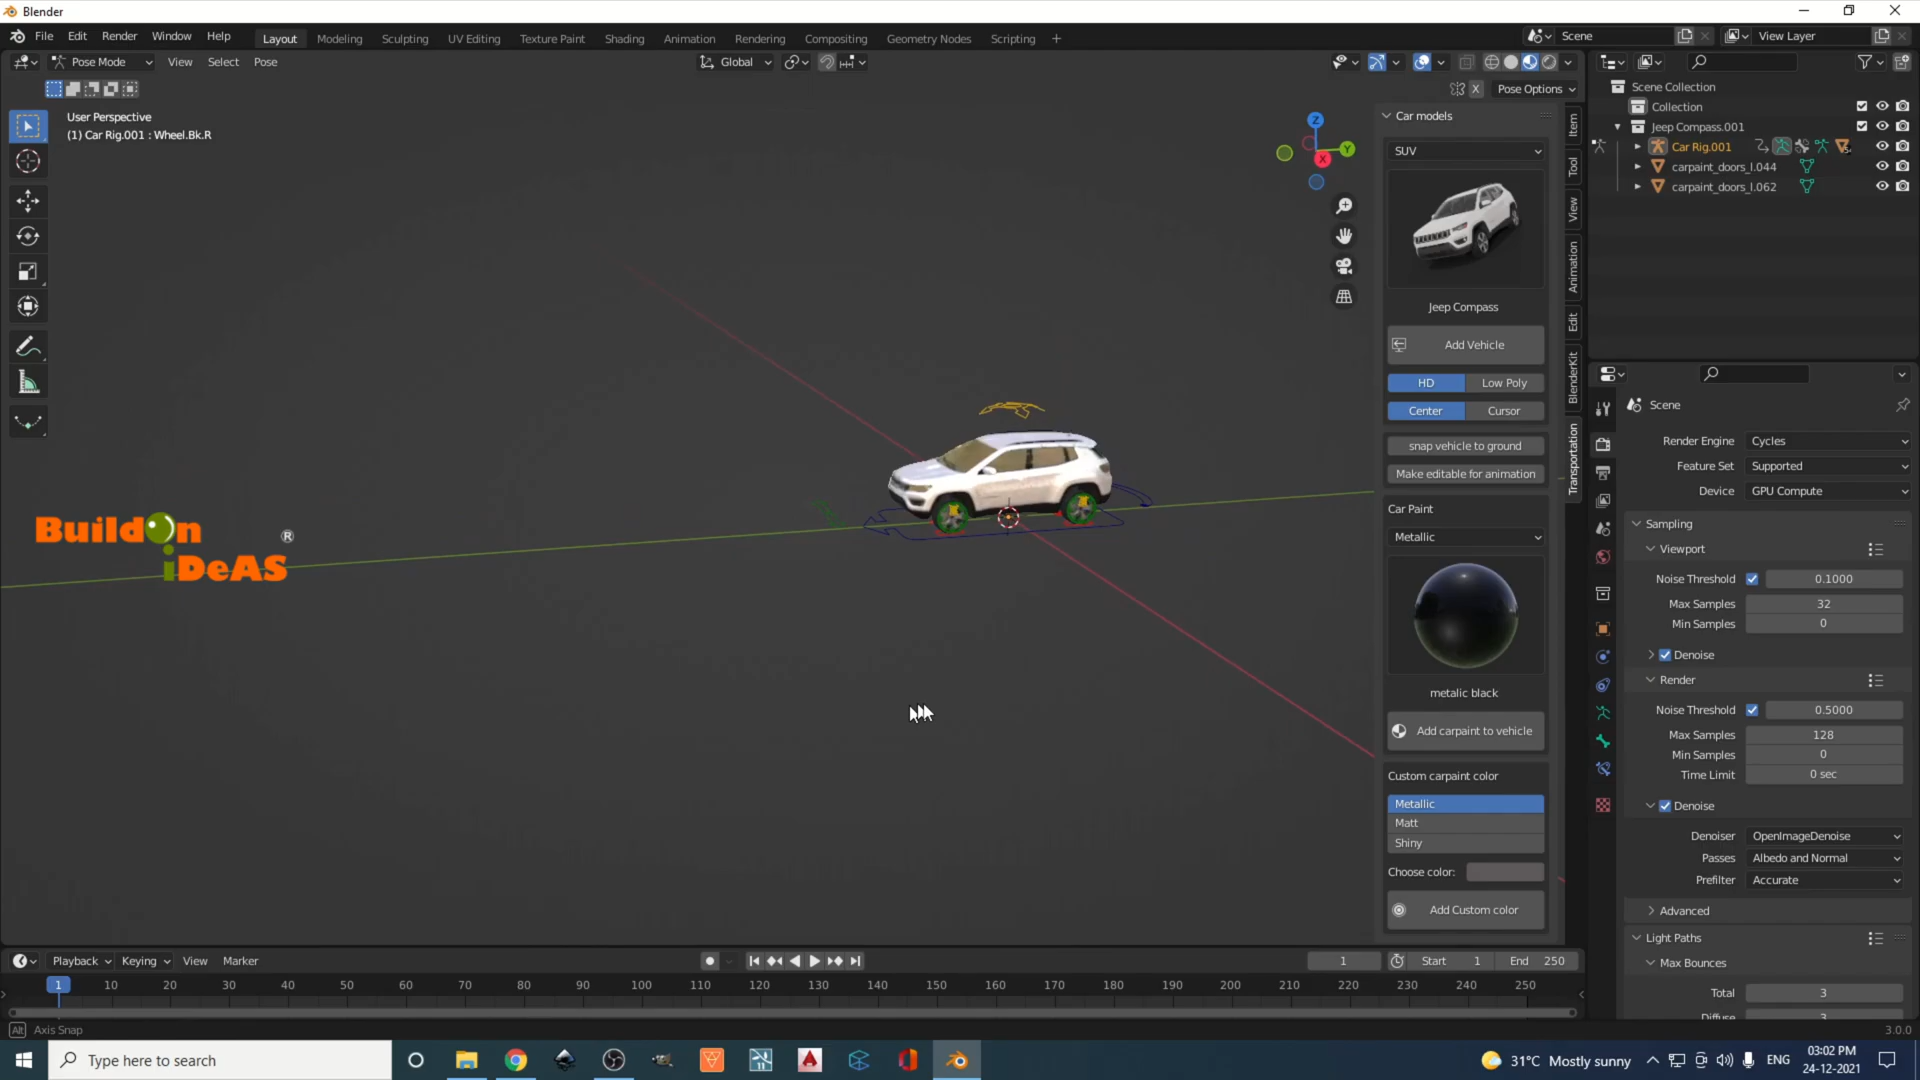 Blender
File Edit Render Window Help
Layout Modeling Sculpting UV Editing Texture Paint Shading Animation Rendering Compositing Geometry Nodes Scripting +
Scene
View Layer
Pose Mode View Select Pose
Global
X Pose Options
User Perspective
(1) Car Rig.001 : Wheel.Bk.R
Z
Y
X
BuildOn ®
iDeAS
Car models
SUV
Jeep Compass
Add Vehicle
HD Low Poly
Center Cursor
snap vehicle to ground
Make editable for animation
Car Paint
Metallic
metalic black
Add carpaint to vehicle
Custom carpaint color
Metallic
Matt
Shiny
Choose color:
Add Custom color
Item
Tool
View
Animation
Edit
BlenderKit
Transportation
Scene Collection
Collection
Jeep Compass.001
Car Rig.001
carpaint_doors_l.044
carpaint_doors_l.062
Scene
Render Engine Cycles
Feature Set Supported
Device GPU Compute
Sampling
Viewport
Noise Threshold 0.1000
Max Samples 32
Min Samples 0
Denoise
Render
Noise Threshold 0.5000
Max Samples 128
Min Samples 0
Time Limit 0 sec
Denoise
Denoiser OpenImageDenoise
Passes Albedo and Normal
Prefilter Accurate
Advanced
Light Paths
Max Bounces
Total 3
Diffuse 3
Playback Keying View Marker
1 Start 1 End 250
1 10 20 30 40 50 60 70 80 90 100 110 120 130 140 150 160 170 180 190 200 210 220 230 240 250
Alt Axis Snap
3.0.0
Type here to search
31°C Mostly sunny
ENG
03:02 PM
24-12-2021